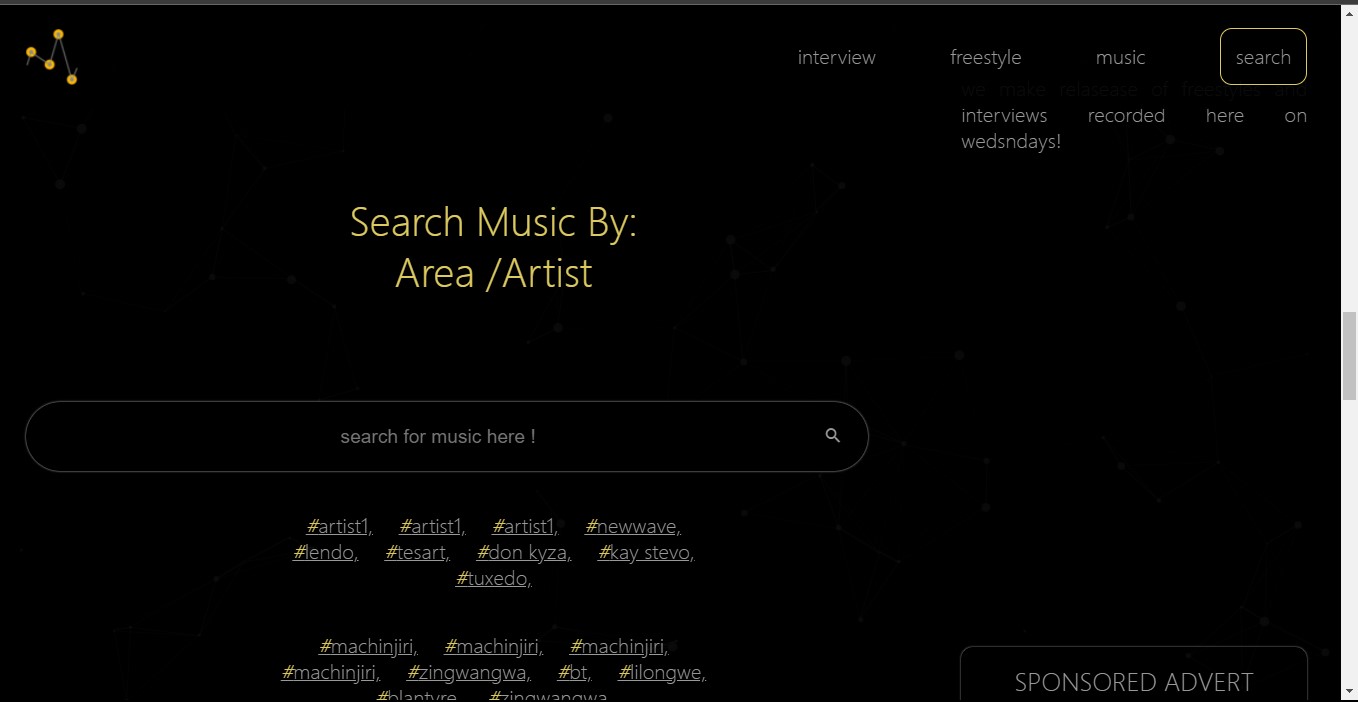 interview freestyle music search
we make relasease of freestyles and
interviews recorded here on
wedsndays!
Search Music By:
Area /Artist
search for music here !
#artist1, #artist1, #artist1, #newwave,
#lendo, #tesart, #don kyza, #kay stevo,
#tuxedo,
#machinjiri, #machinjiri, #machinjiri,
#machinjiri, #zingwangwa, #bt, #lilongwe,
#blantyre #zingwangwa
SPONSORED ADVERT